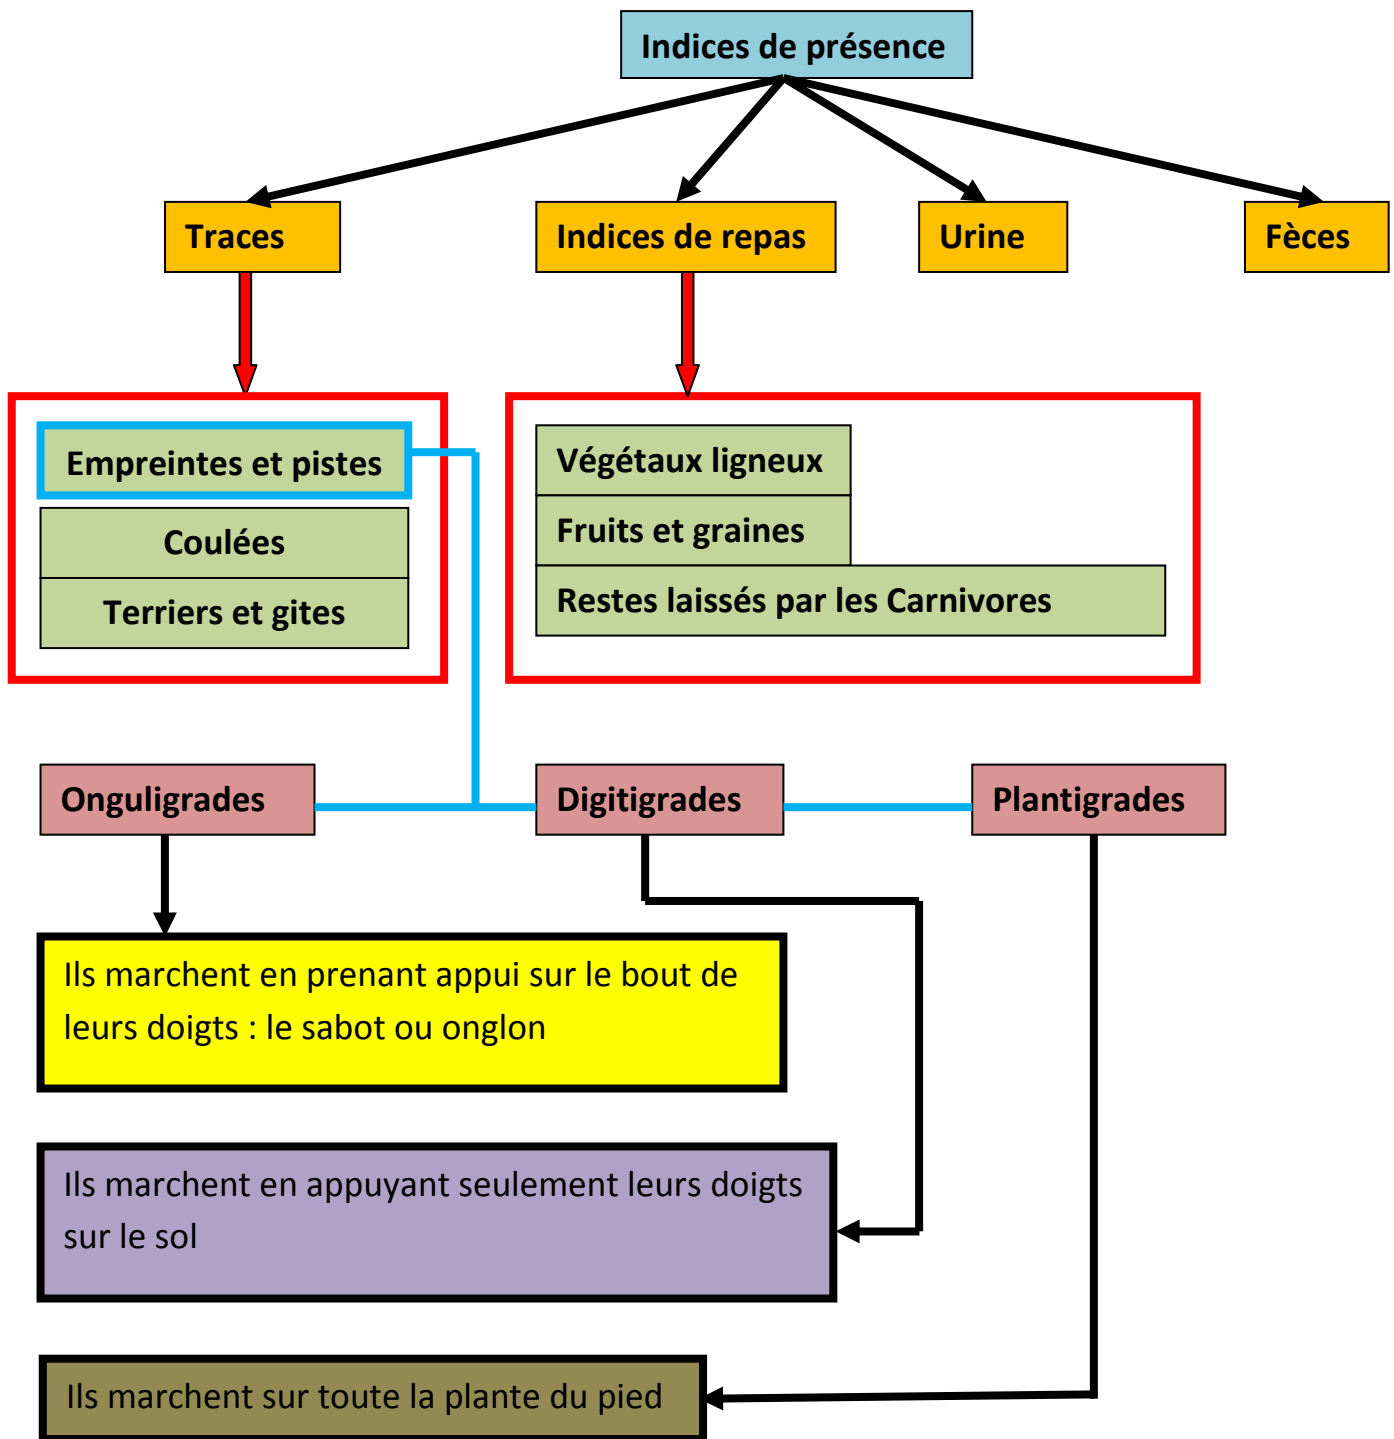 Indices de présence
Traces
Indices de repas
Urine
Fèces
Empreintes et pistes
Coulées
Terriers et gites
Végétaux ligneux
Fruits et graines
Restes laissés par les Carnivores
Onguligrades
Digitigrades
Plantigrades
Ils marchent en prenant appui sur le bout de
leurs doigts : le sabot ou onglon
Ils marchent en appuyant seulement leurs doigts
sur le sol
Ils marchent sur toute la plante du pied